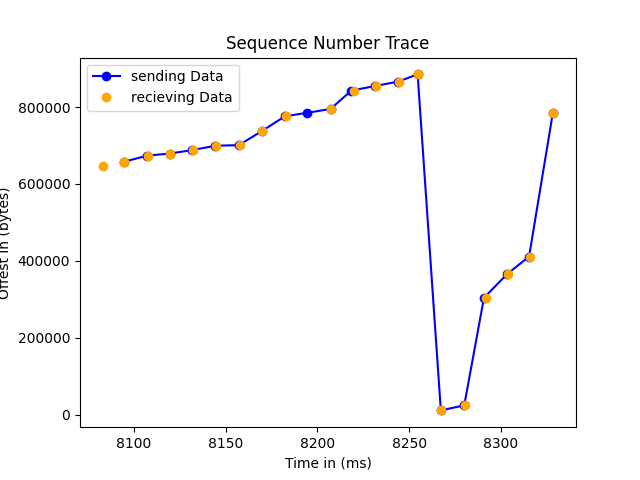 Sequence Number Trace
sending Data
recieving Data
800000
600000
400000
200000
0
Offest in (bytes)
8100
8150
8200
8250
8300
Time in (ms)